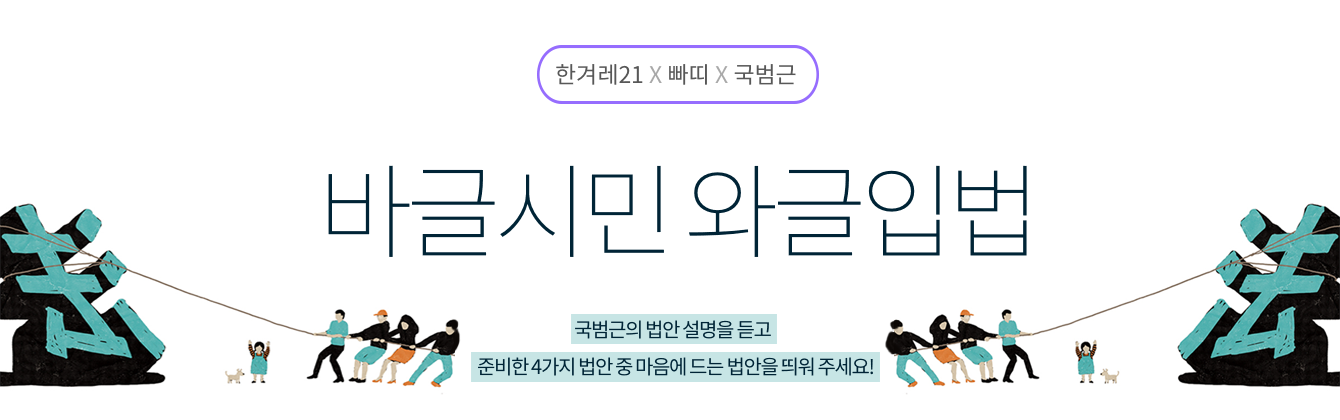 한겨레21 X 빠띠 X 국범근
바글시민 와글입법
국범근의 법안 설명을 듣고
준비한 4가지 법안 중 마음에 드는 법안을 띄워 주세요!
法 法